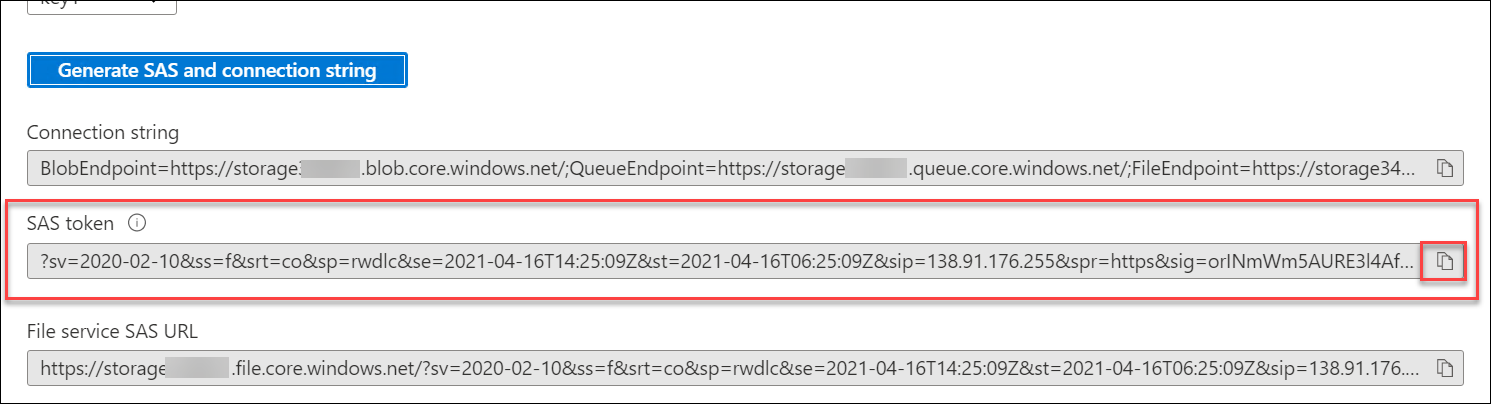 key1
Generate SAS and connection string
Connection string
BlobEndpoint=https://storage .blob.core.windows.net/;QueueEndpoint=https://storage .queue.core.windows.net/;FileEndpoint=https://storage34...
SAS token
?sv=2020-02-10&ss=f&srt=co&sp=rwdlc&se=2021-04-16T14:25:09Z&st=2021-04-16T06:25:09Z&sip=138.91.176.255&spr=https&sig=orINmWm5AURE3l4Af...
File service SAS URL
https://storage .file.core.windows.net/?sv=2020-02-10&ss=f&srt=co&sp=rwdlc&se=2021-04-16T14:25:09Z&st=2021-04-16T06:25:09Z&sip=138.91.176....